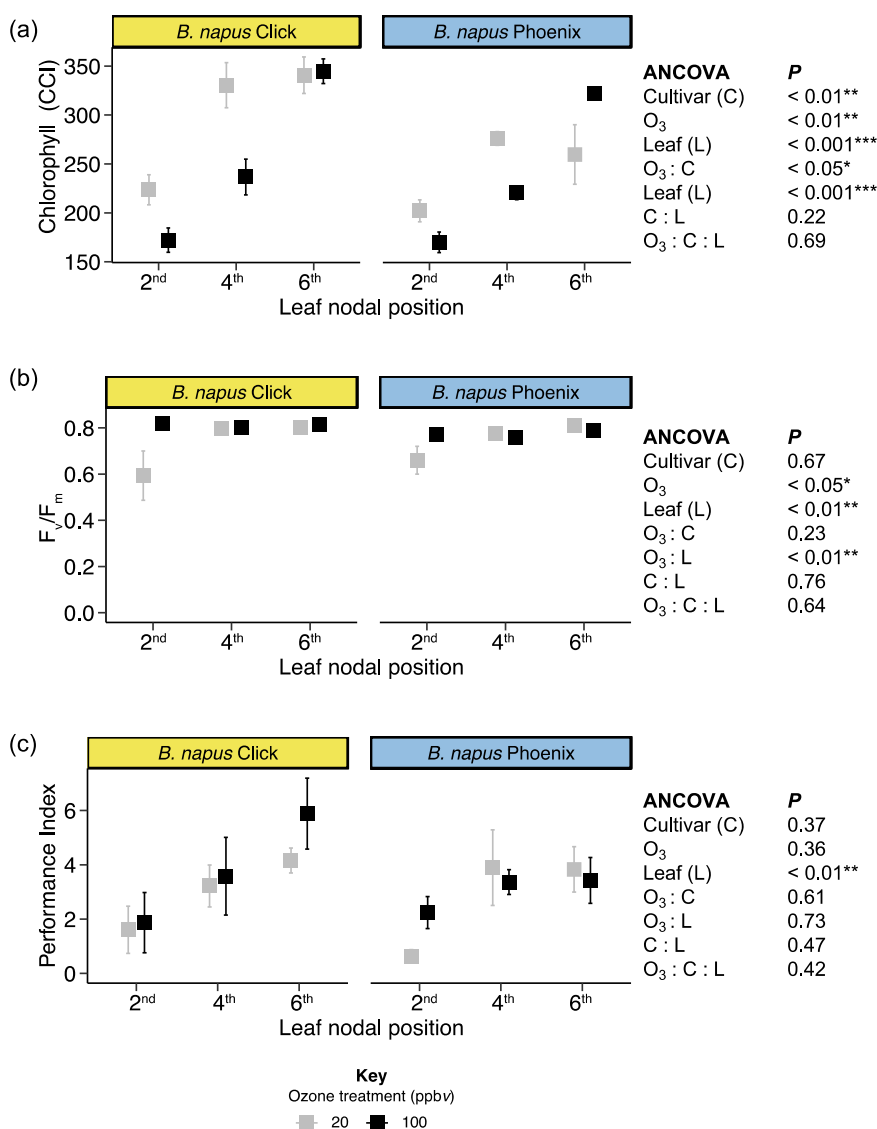 (a)
B. napus Click
B. napus Phoenix
Chlorophyll (CCI)
350
300
250
200
150
2nd
4th
6th
2nd
4th
6th
Leaf nodal position
ANCOVA P
Cultivar (C) < 0.01**
O3 < 0.01**
Leaf (L) < 0.001***
O3 : C < 0.05*
Leaf (L) < 0.001***
C : L 0.22
O3 : C : L 0.69
(b)
B. napus Click
B. napus Phoenix
Fv/Fm
0.8
0.6
0.4
0.2
0.0
2nd
4th
6th
2nd
4th
6th
Leaf nodal position
ANCOVA P
Cultivar (C) 0.67
O3 < 0.05*
Leaf (L) < 0.01**
O3 : C 0.23
O3 : L < 0.01**
C : L 0.76
O3 : C : L 0.64
(c)
B. napus Click
B. napus Phoenix
Performance Index
6
4
2
0
2nd
4th
6th
2nd
4th
6th
Leaf nodal position
ANCOVA P
Cultivar (C) 0.37
O3 0.36
Leaf (L) < 0.01**
O3 : C 0.61
O3 : L 0.73
C : L 0.47
O3 : C : L 0.42
Key
Ozone treatment (ppbv)
20 100